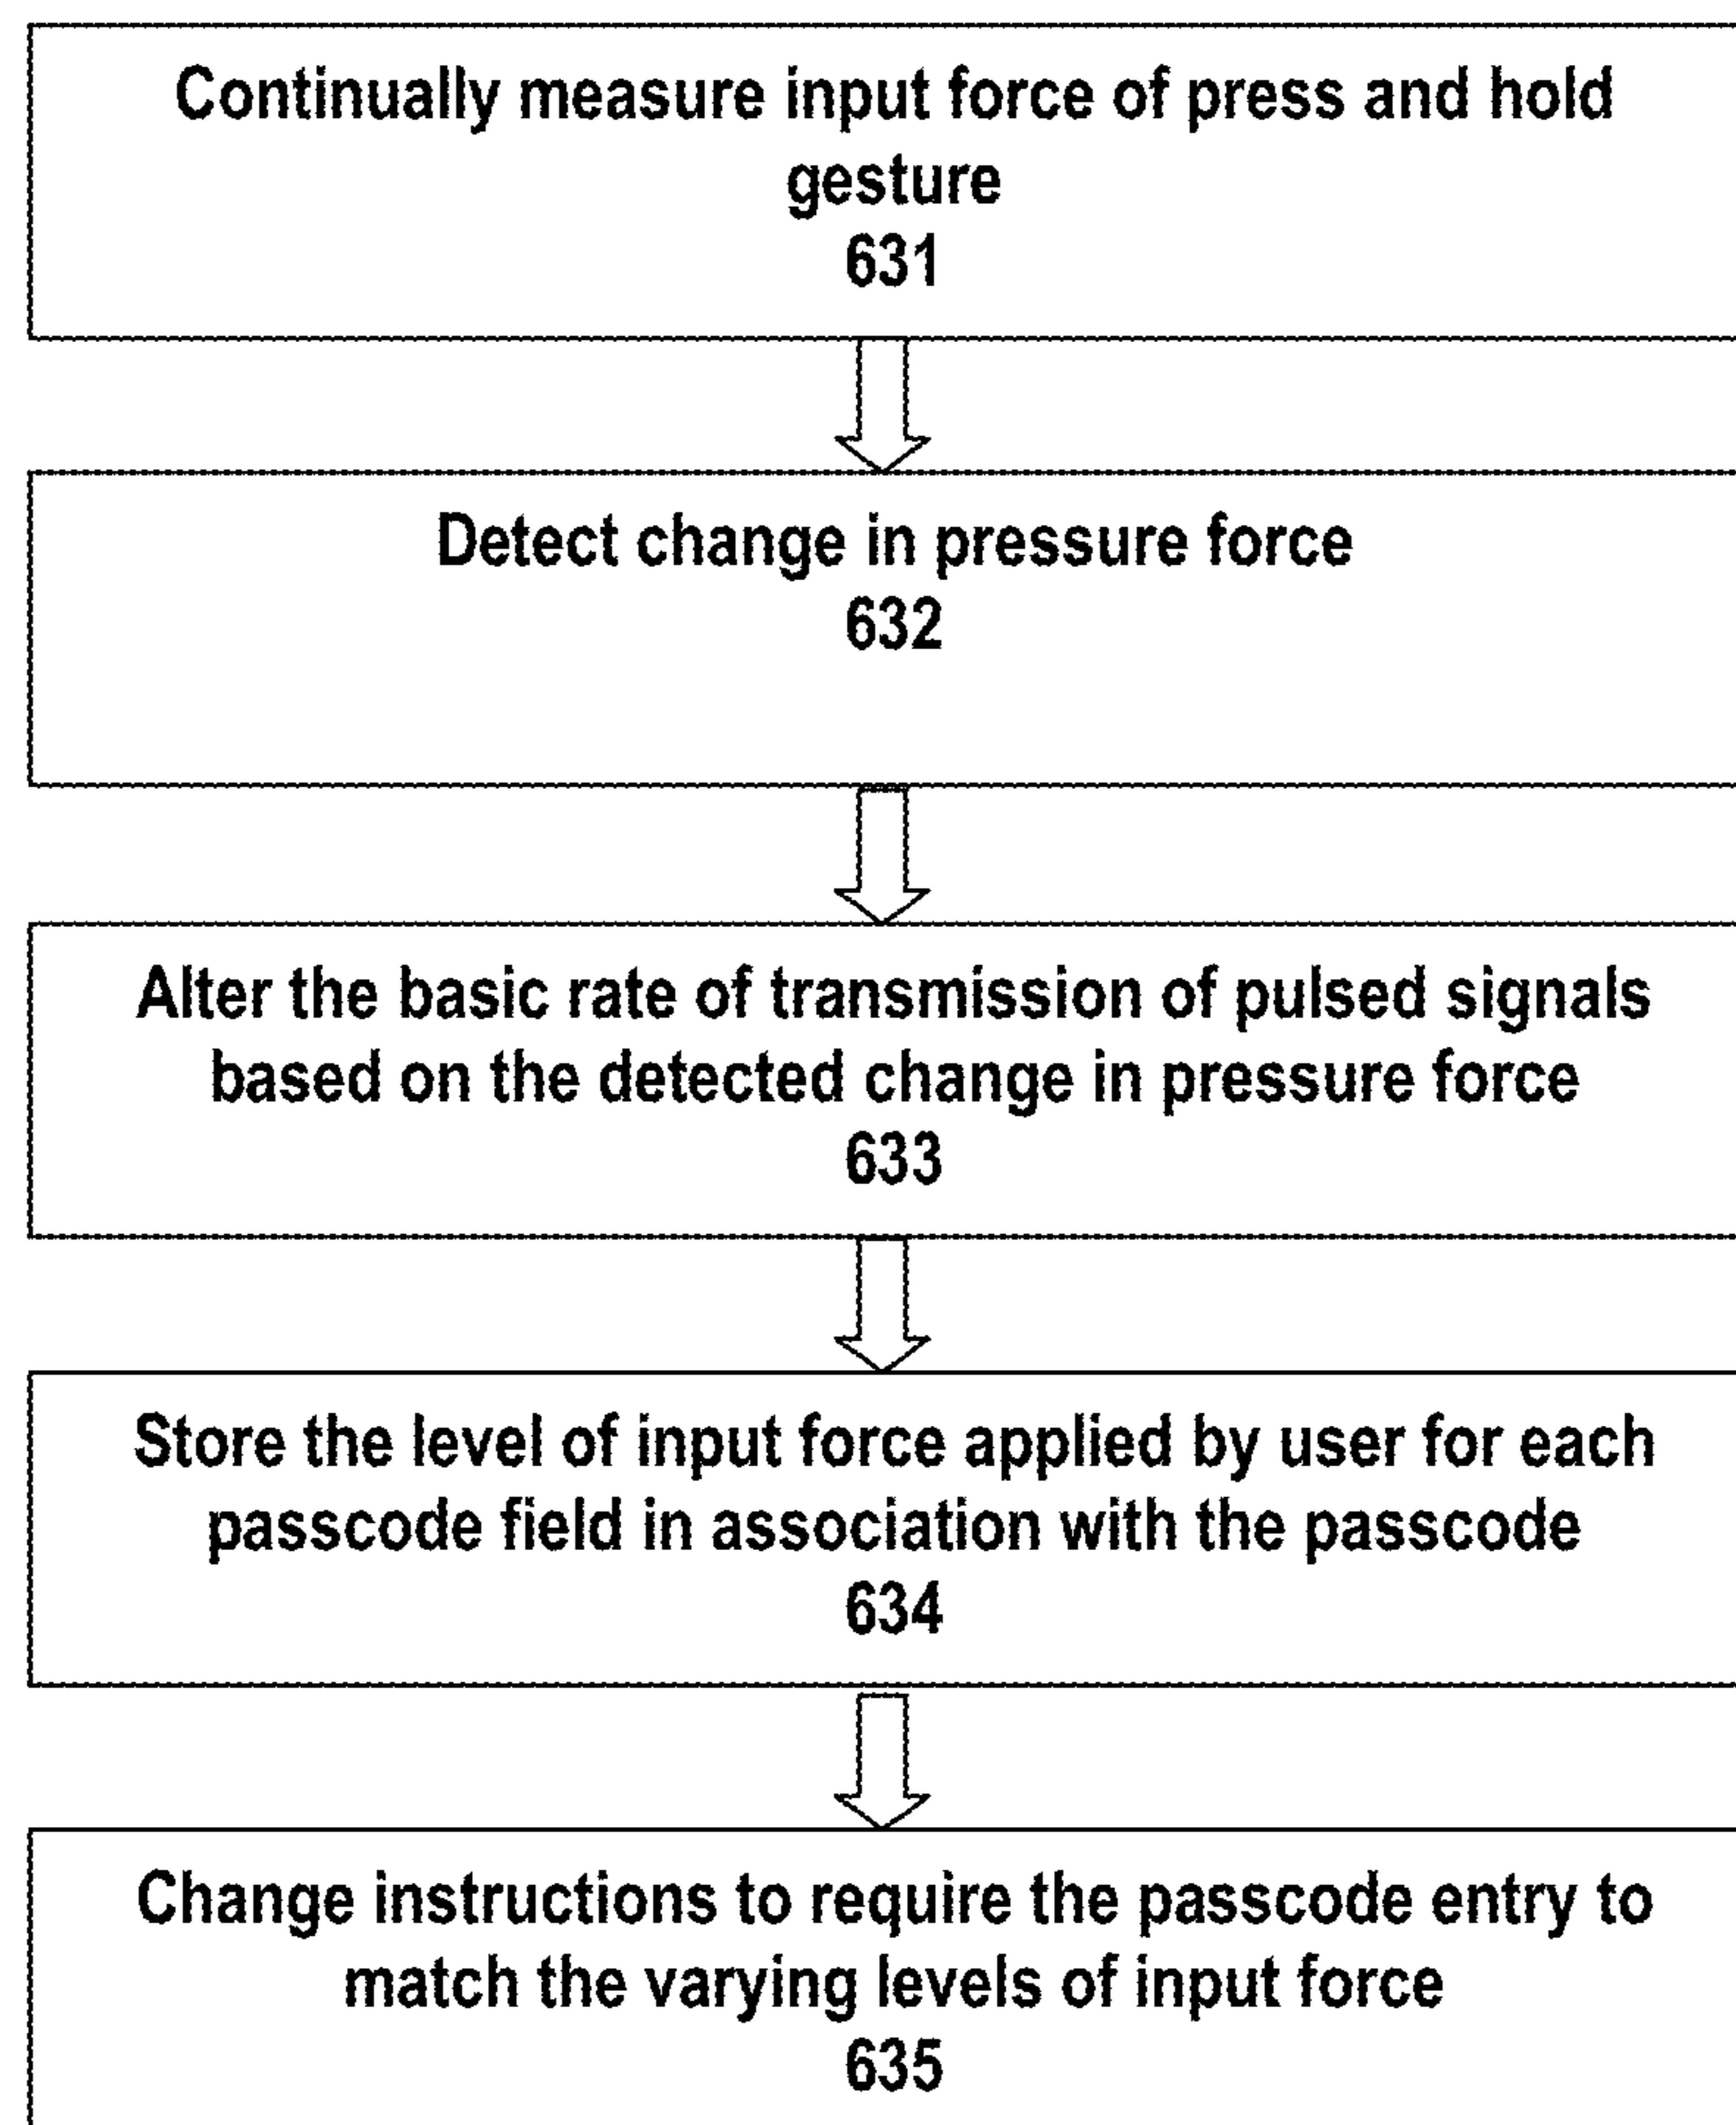 Continually measure input force of press and hold
gesture
631
Detect change in pressure force
632
Alter the basic rate of transmission of pulsed signals
based on the detected change in pressure force
633
Store the level of input force applied by user for each
passcode field in association with the passcode
634
Change instructions to require the passcode entry to
match the varying levels of input force
635